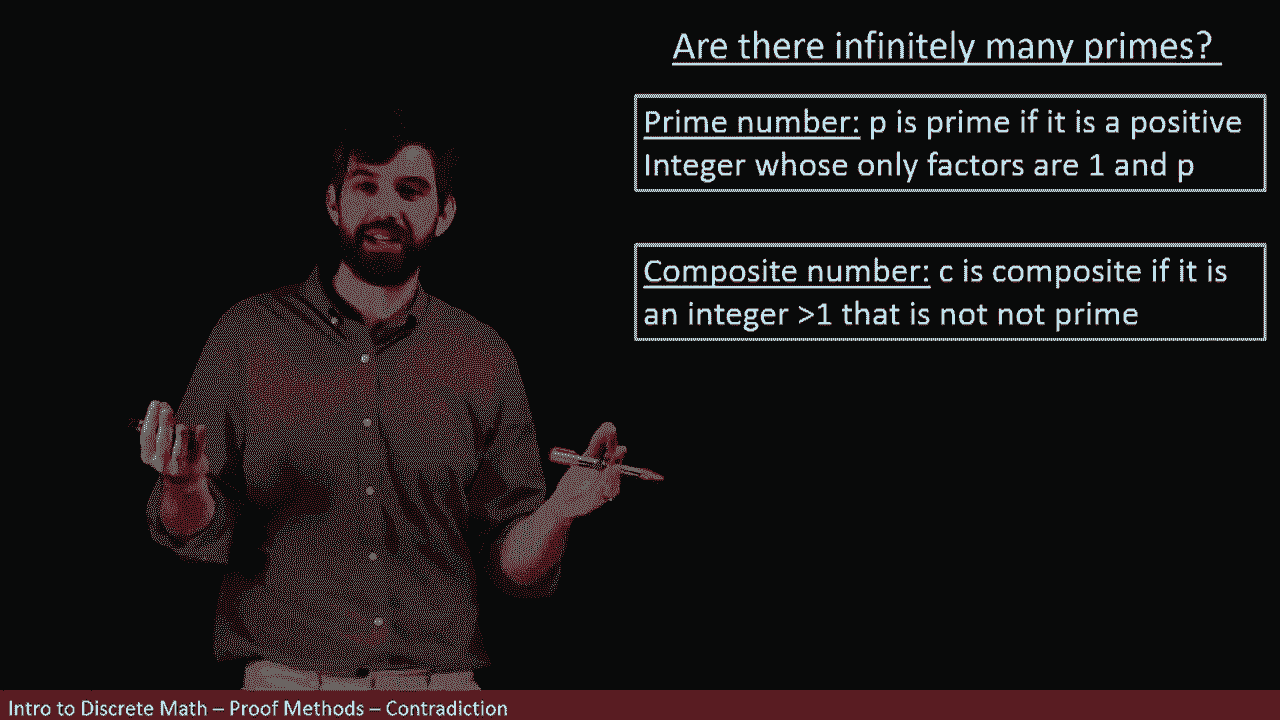 Are there infinitely many primes?
Prime number: p is prime if it is a positive
Integer whose only factors are 1 and p
Composite number: c is composite if it is
an integer >1 that is not not prime
Intro to Discrete Math – Proof Methods – Contradiction